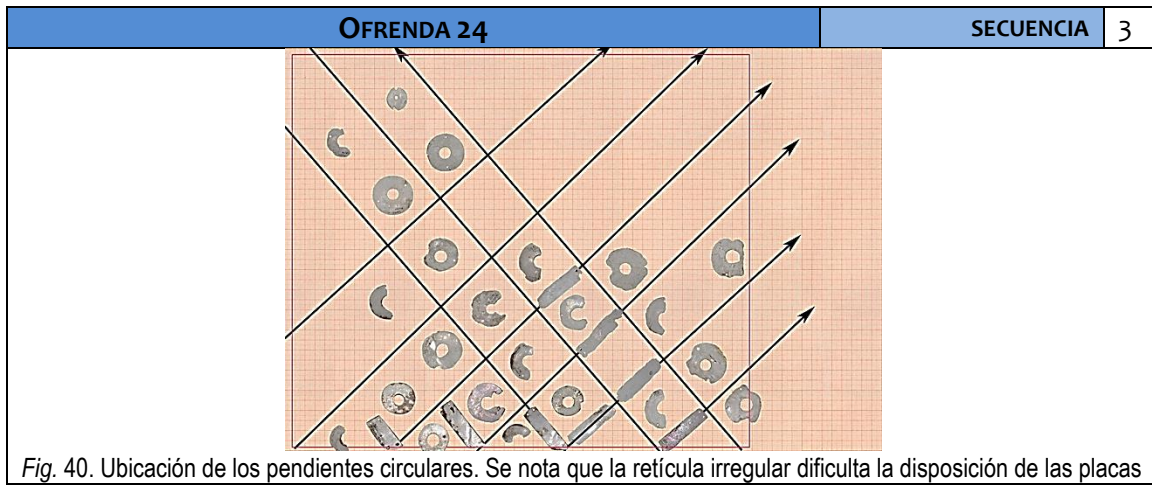 OFRENDA 24 SECUENCIA 3
Fig. 40. Ubicación de los pendientes circulares. Se nota que la retícula irregular dificulta la disposición de las placas